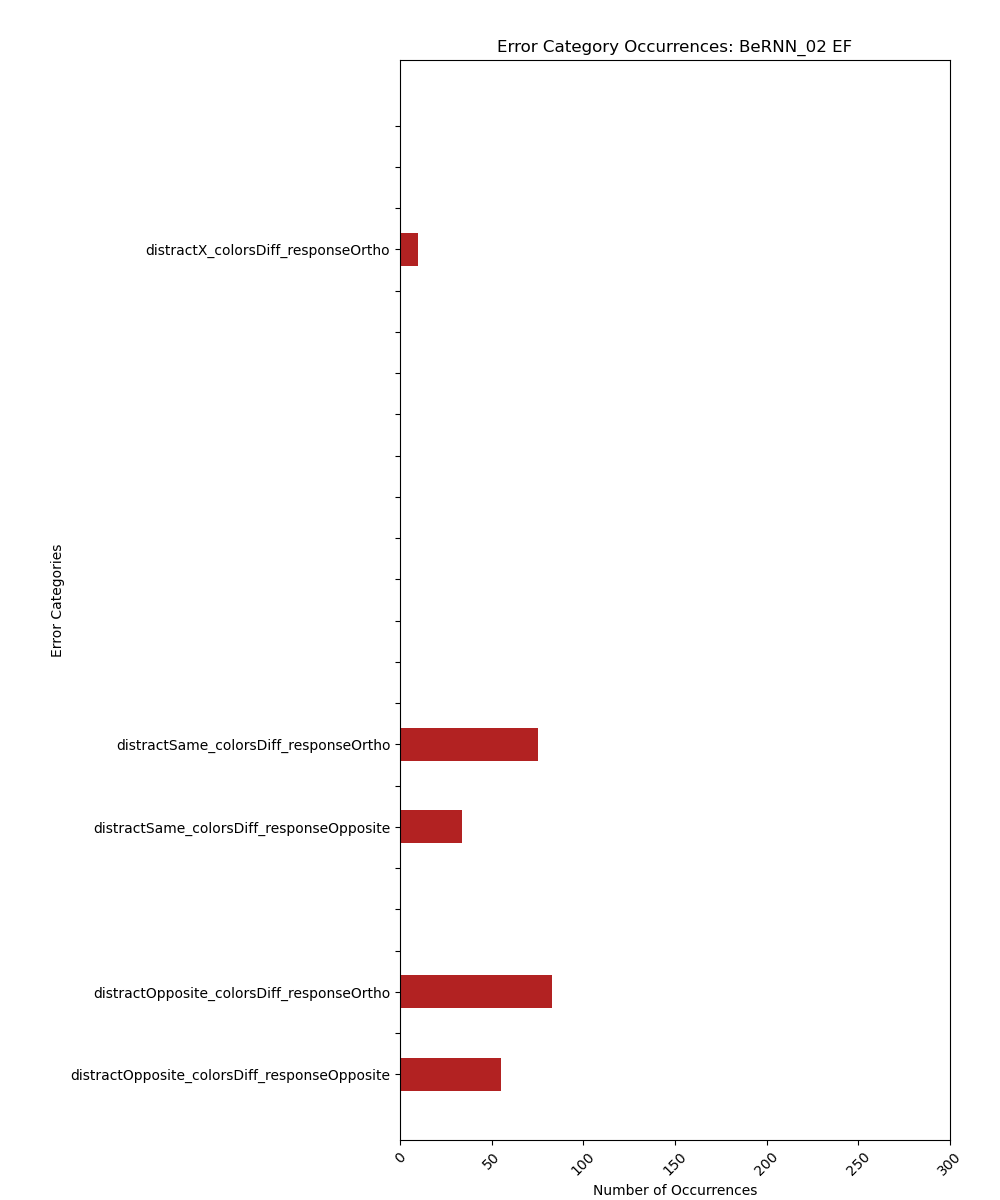 Error Category Occurrences: BeRNN_02 EF
distractX_colorsDiff_responseOrtho
Error Categories
distractSame_colorsDiff_responseOrtho
distractSame_colorsDiff_responseOpposite
distractOpposite_colorsDiff_responseOrtho
distractOpposite_colorsDiff_responseOpposite
0 50 100 150 200 250 300
Number of Occurrences